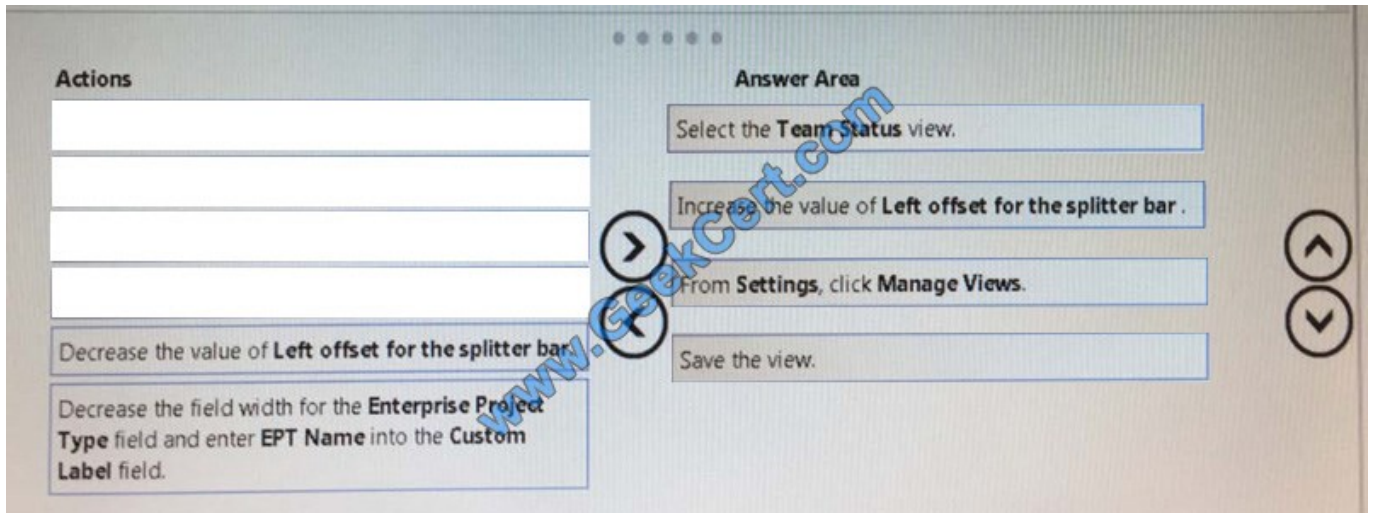 Actions
Answer Area
Select the Team Status view.
Increase the value of Left offset for the splitter bar .
From Settings, click Manage Views.
Save the view.
Decrease the value of Left offset for the splitter bar.
Decrease the field width for the Enterprise Project
Type field and enter EPT Name into the Custom
Label field.
www.GeekCert.com